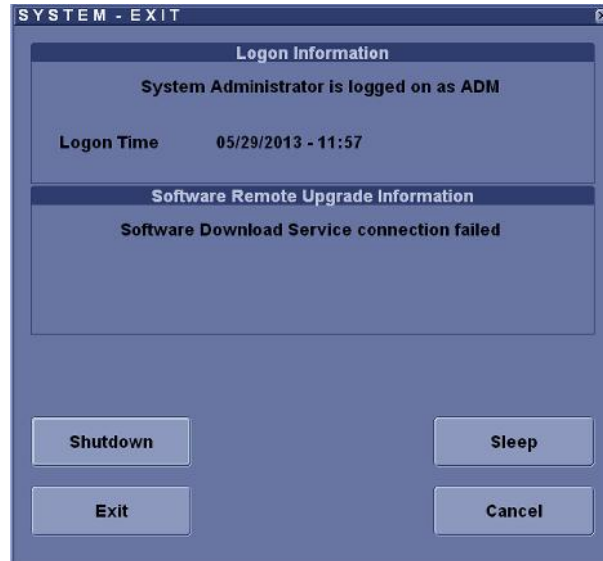 SYSTEM - EXIT
Logon Information
System Administrator is logged on as ADM
Logon Time 05/29/2013 - 11:57
Software Remote Upgrade Information
Software Download Service connection failed
Shutdown Sleep
Exit Cancel